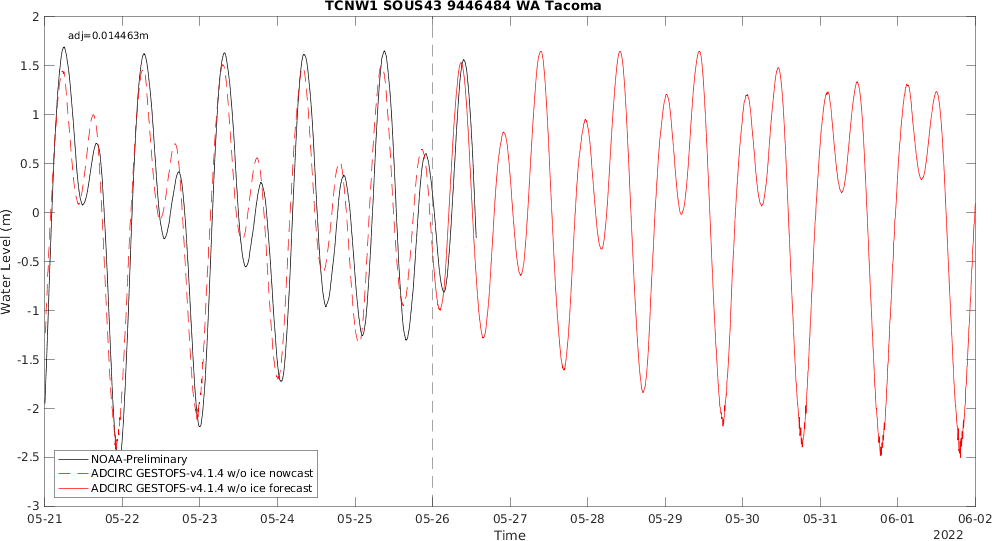 TCNW1 SOUS43 9446484 WA Tacoma
adj=0.014463m
Water Level (m)
2
1.5
1
0.5
0
-0.5
-1
-1.5
-2
-2.5
-3
NOAA-Preliminary
ADCIRC GESTOFS-v4.1.4 w/o ice nowcast
ADCIRC GESTOFS-v4.1.4 w/o ice forecast
05-21 05-22 05-23 05-24 05-25 05-26 05-27 05-28 05-29 05-30 05-31 06-01 06-02
Time
2022